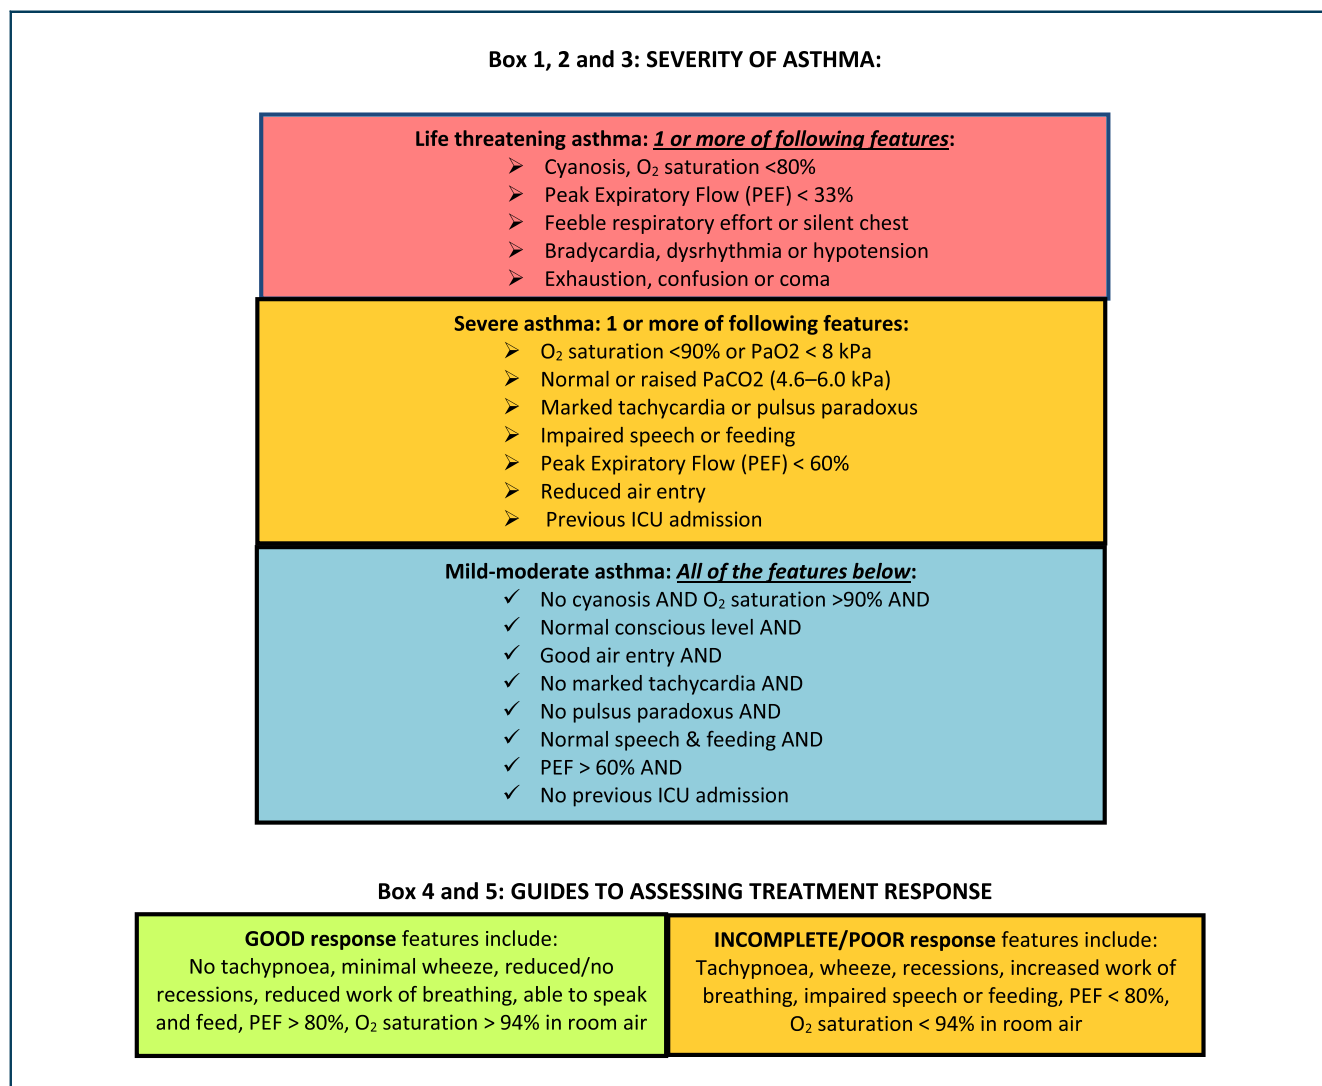 Box 1, 2 and 3: SEVERITY OF ASTHMA:
Life threatening asthma: 1 or more of following features:
➢ Cyanosis, O₂ saturation <80%
➢ Peak Expiratory Flow (PEF) < 33%
➢ Feeble respiratory effort or silent chest
➢ Bradycardia, dysrhythmia or hypotension
➢ Exhaustion, confusion or coma
Severe asthma: 1 or more of following features:
➢ O₂ saturation <90% or PaO2 < 8 kPa
➢ Normal or raised PaCO2 (4.6–6.0 kPa)
➢ Marked tachycardia or pulsus paradoxus
➢ Impaired speech or feeding
➢ Peak Expiratory Flow (PEF) < 60%
➢ Reduced air entry
➢ Previous ICU admission
Mild-moderate asthma: All of the features below:
✓ No cyanosis AND O₂ saturation >90% AND
✓ Normal conscious level AND
✓ Good air entry AND
✓ No marked tachycardia AND
✓ No pulsus paradoxus AND
✓ Normal speech & feeding AND
✓ PEF > 60% AND
✓ No previous ICU admission
Box 4 and 5: GUIDES TO ASSESSING TREATMENT RESPONSE
GOOD response features include:
No tachypnoea, minimal wheeze, reduced/no
recessions, reduced work of breathing, able to speak
and feed, PEF > 80%, O₂ saturation > 94% in room air
INCOMPLETE/POOR response features include:
Tachypnoea, wheeze, recessions, increased work of
breathing, impaired speech or feeding, PEF < 80%,
O₂ saturation < 94% in room air